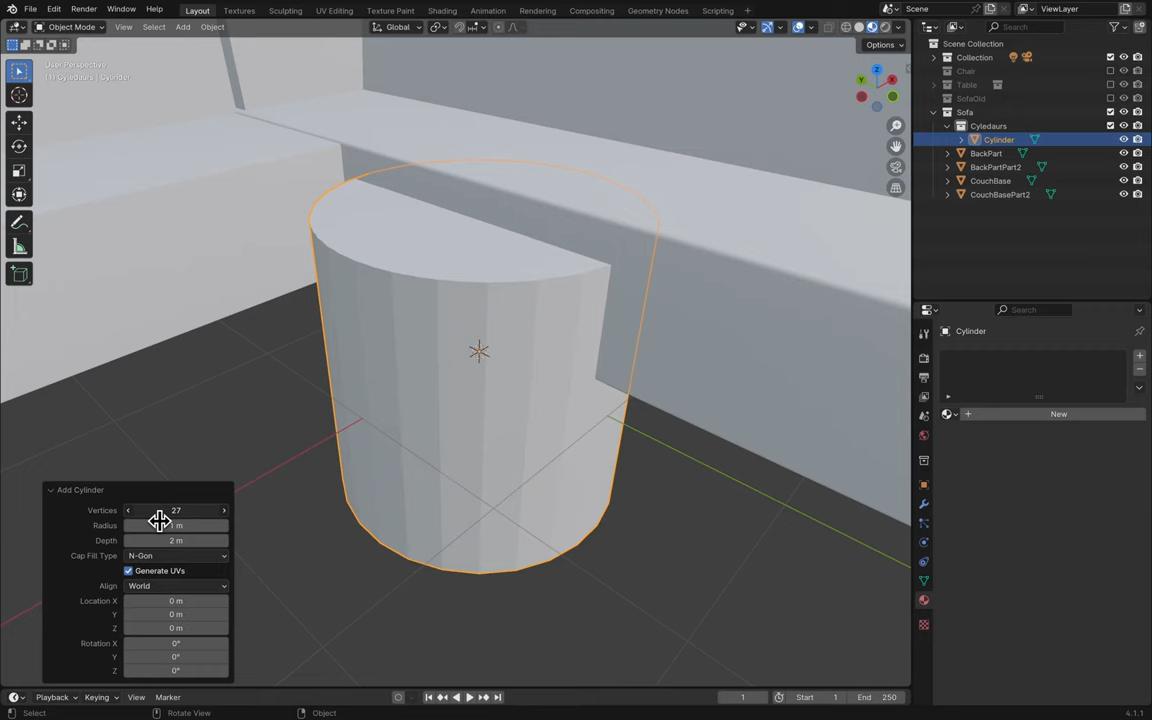 File Edit Render Window Help Layout Modeling Sculpting UV Editing Texture Paint Shading Animation Rendering Compositing Geometry Nodes Scripting + Scene ViewLayer
Object Mode View Select Add Object Global Search
Options
User Perspective
(1) Cyledaurs | Cylinder
Z
Y
X
Scene Collection
Collection
Chair
Table
SofaOld
Sofa
Cyledaurs
Cylinder
BackPart
BackPartPart2
CouchBase
CouchBasePart2
Search
Cylinder
+ New
Add Cylinder
Vertices 27
Radius m
Depth 2 m
Cap Fill Type N-Gon
Generate UVs
Align World
Location X 0 m
Y 0 m
Z 0 m
Rotation X 0°
Y 0°
Z 0°
Playback Keying View Marker 1 Start 1 End 250
Select Rotate View Object 4.1.1